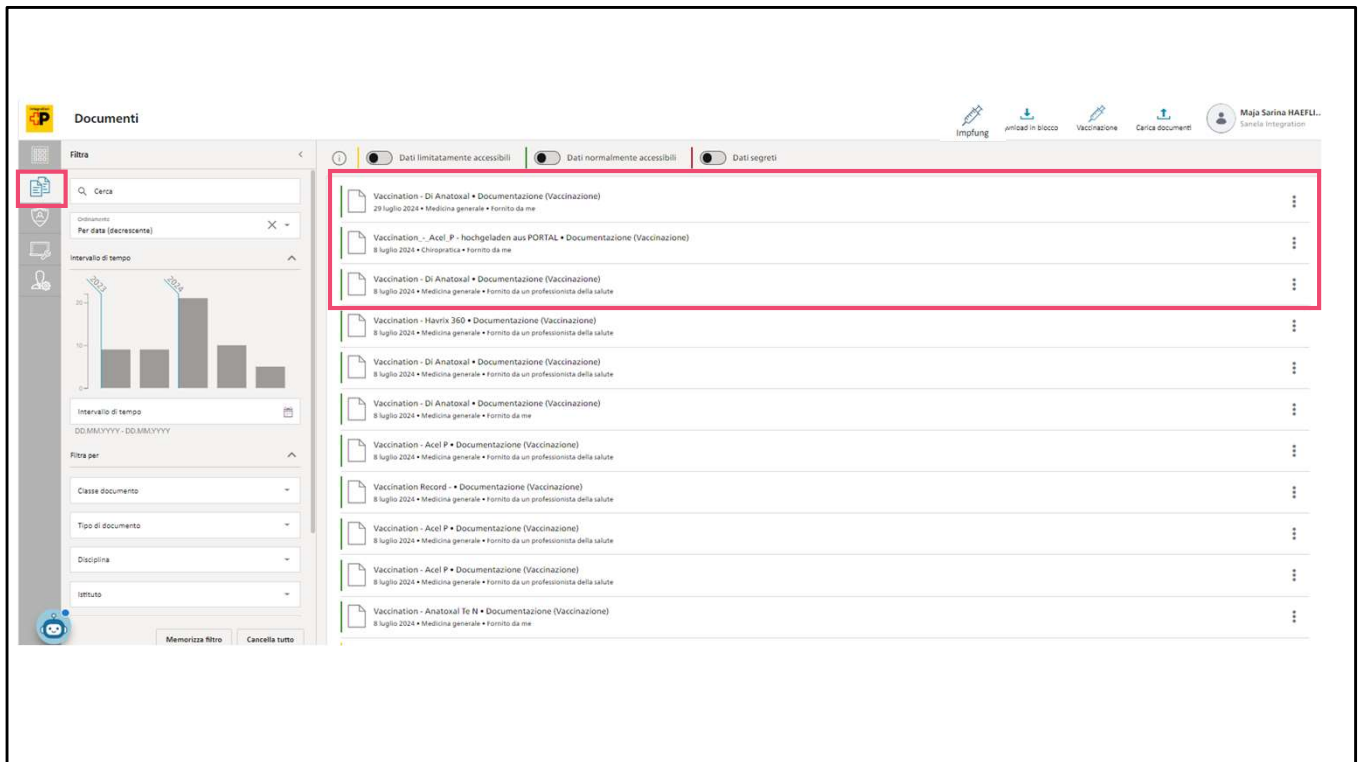 Integration
P
Documenti
Impfung
wnload in blocco
Vaccinazione
Carica documenti
Maja Sarina HAEFLI...
Sanela Integration
Filtra
Cerca
Ordinamento
Per data (decrescente)
Intervallo di tempo
2023
2024
20
10
0
Intervallo di tempo
DD.MM.YYYY - DD.MM.YYYY
Filtra per
Classe documento
Tipo di documento
Disciplina
Istituto
Memorizza filtro
Cancella tutto
Dati limitatamente accessibili
Dati normalmente accessibili
Dati segreti
Vaccination - Di Anatoxal • Documentazione (Vaccinazione)
29 luglio 2024 • Medicina generale • Fornito da me
Vaccination_-_Acel_P - hochgeladen aus PORTAL • Documentazione (Vaccinazione)
8 luglio 2024 • Chiropratica • Fornito da me
Vaccination - Di Anatoxal • Documentazione (Vaccinazione)
8 luglio 2024 • Medicina generale • Fornito da un professionista della salute
Vaccination - Havrix 360 • Documentazione (Vaccinazione)
8 luglio 2024 • Medicina generale • Fornito da un professionista della salute
Vaccination - Di Anatoxal • Documentazione (Vaccinazione)
8 luglio 2024 • Medicina generale • Fornito da un professionista della salute
Vaccination - Di Anatoxal • Documentazione (Vaccinazione)
8 luglio 2024 • Medicina generale • Fornito da me
Vaccination - Acel P • Documentazione (Vaccinazione)
8 luglio 2024 • Medicina generale • Fornito da un professionista della salute
Vaccination Record - • Documentazione (Vaccinazione)
8 luglio 2024 • Medicina generale • Fornito da un professionista della salute
Vaccination - Acel P • Documentazione (Vaccinazione)
8 luglio 2024 • Medicina generale • Fornito da un professionista della salute
Vaccination - Acel P • Documentazione (Vaccinazione)
8 luglio 2024 • Medicina generale • Fornito da un professionista della salute
Vaccination - Anatoxal Te N • Documentazione (Vaccinazione)
8 luglio 2024 • Medicina generale • Fornito da me